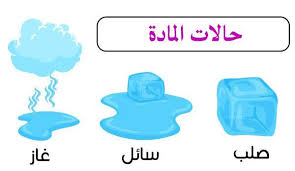 حالات المادة
صلب
سائل
غاز